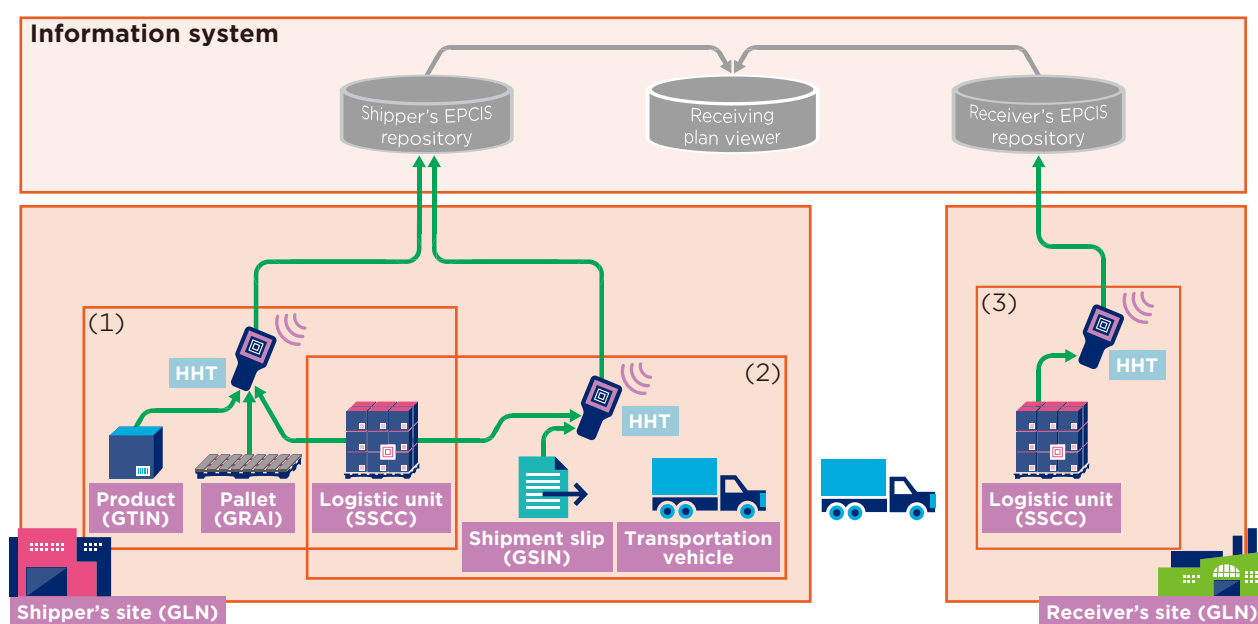 Information system
Shipper's EPCIS
repository
Receiving
plan viewer
Receiver's EPCIS
repository
(1)
HHT
Product
(GTIN)
Pallet
(GRAI)
Logistic unit
(SSCC)
(2)
HHT
Shipment slip
(GSIN)
Transportation
vehicle
(3)
HHT
Logistic unit
(SSCC)
Shipper's site (GLN)
Receiver's site (GLN)